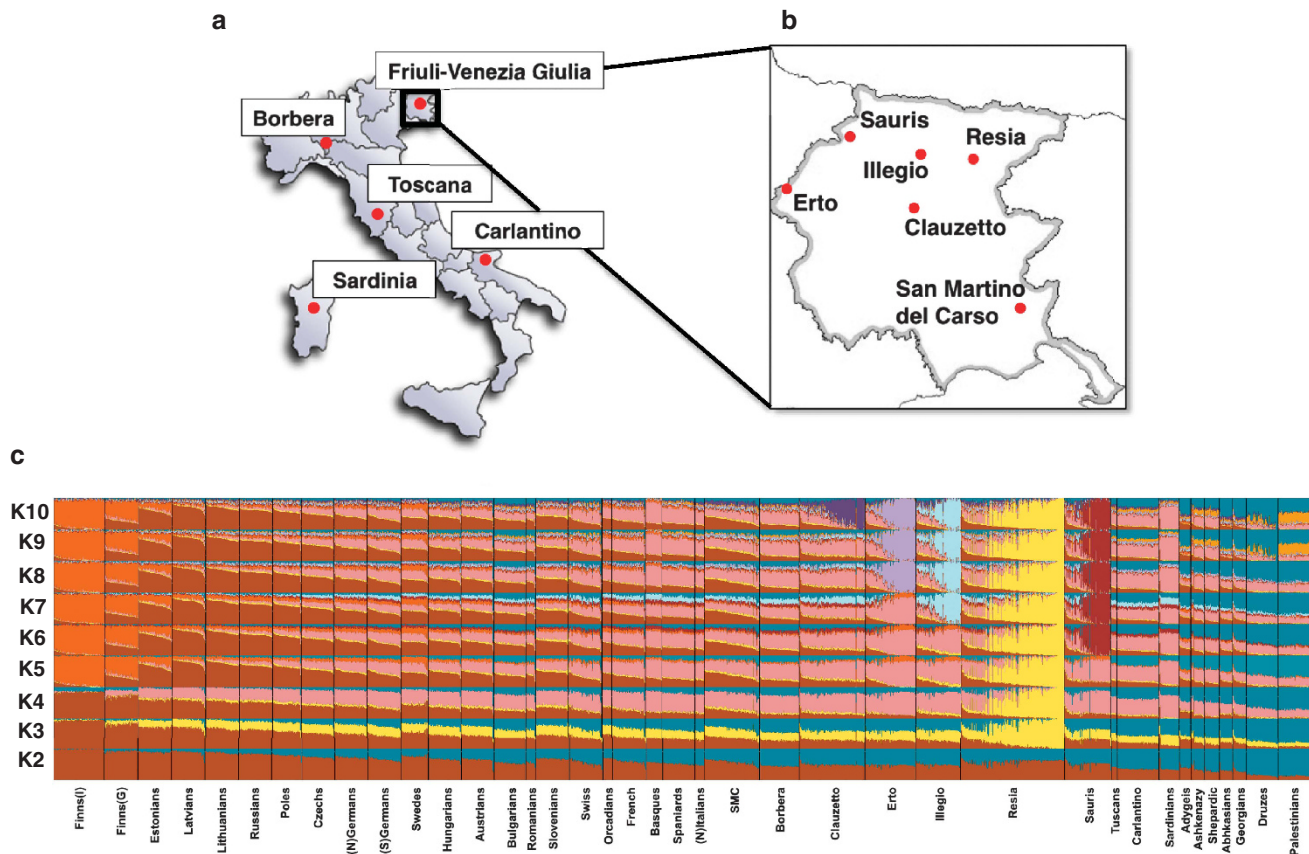 a
b
Friuli-Venezia Giulia
Borbera
Toscana
Carlantino
Sardinia
Sauris
Resia
Illegio
Erto
Clauzetto
San Martino
del Carso
c
K10
K9
K8
K7
K6
K5
K4
K3
K2
Finns(I)
Finns(G)
Estonians
Latvians
Lithuanians
Russians
Poles
Czechs
(N)Germans
(S)Germans
Swedes
Hungarians
Austrians
Bulgarians
Romanians
Slovenians
Swiss
Orcadians
French
Basques
Spaniards
(N)Italians
SMC
Borbera
Clauzetto
Erto
Illegio
Resia
Sauris
Tuscans
Carlantino
Sardinians
Adygeis
Ashkenazy
Shepardic
Abhkasians
Georgians
Druzes
Palestinians